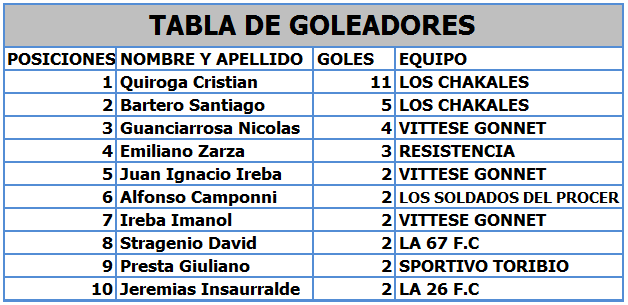 TABLA DE GOLEADORES
POSICIONES NOMBRE Y APELLIDO GOLES EQUIPO
1 Quiroga Cristian 11 LOS CHAKALES
2 Bartero Santiago 5 LOS CHAKALES
3 Guanciarrosa Nicolas 4 VITTESE GONNET
4 Emiliano Zarza 3 RESISTENCIA
5 Juan Ignacio Ireba 2 VITTESE GONNET
6 Alfonso Camponni 2 LOS SOLDADOS DEL PROCER
7 Ireba Imanol 2 VITTESE GONNET
8 Stragenio David 2 LA 67 F.C
9 Presta Giuliano 2 SPORTIVO TORIBIO
10 Jeremias Insaurralde 2 LA 26 F.C